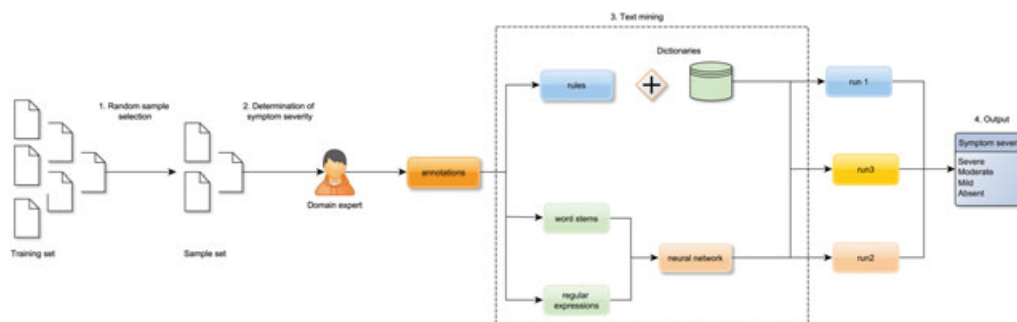 3. Text mining
Dictionaries
rules
run 1
1. Random sample
selection
2. Determination of
symptom severity
4. Output
Symptom sever
Severe
Moderate
Mild
Absent
annotations
run3
Domain expert
word stems
Training set
Sample set
neural network
run2
regular
expressions